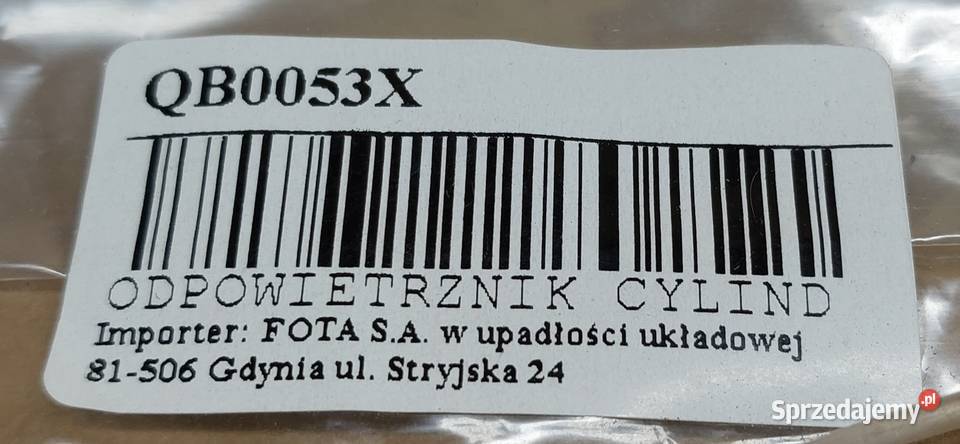 QB0053X
ODPOWIETRZNIK CYLIND
Importer: FOTA S.A. w upadłości układowej
81-506 Gdynia ul. Stryjska 24
Sprzedajemy.pl